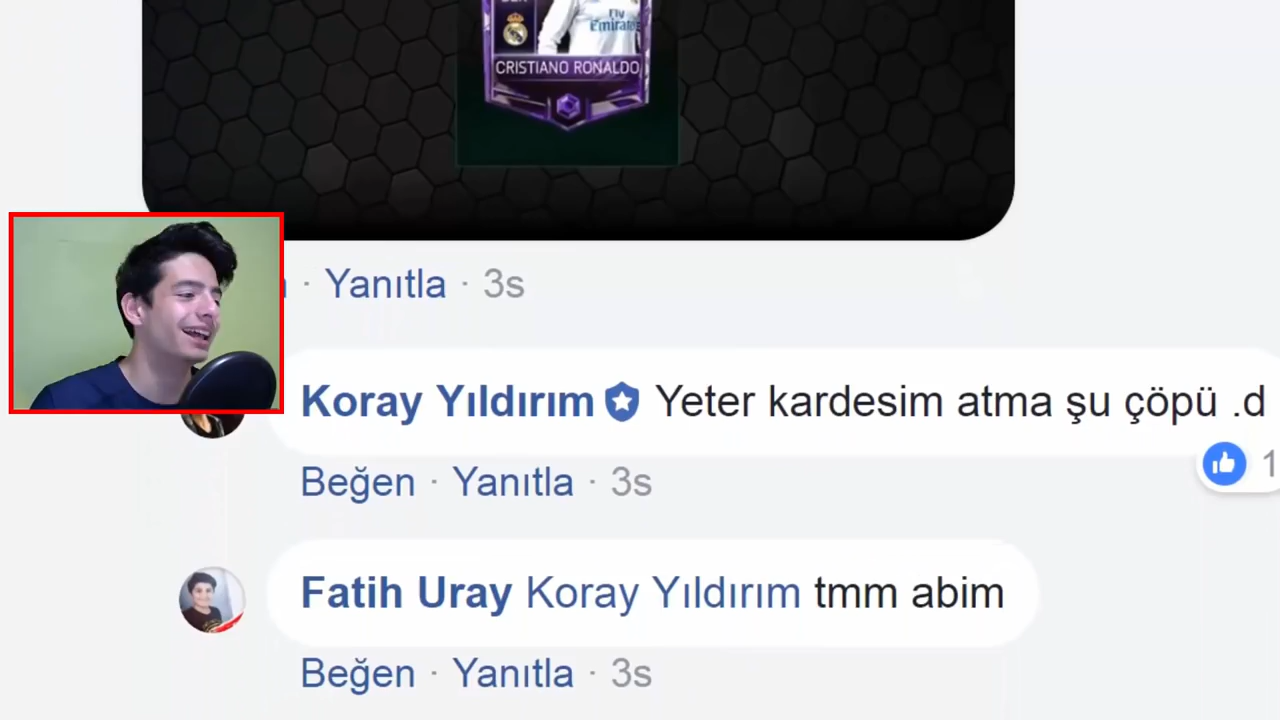 Fly
Emirates
CRISTIANO RONALDO
· Yanıtla · 3s
Koray Yıldırım Yeter kardesim atma şu çöpü .d
1
Beğen · Yanıtla · 3s
Fatih Uray Koray Yıldırım tmm abim
Beğen · Yanıtla · 3s